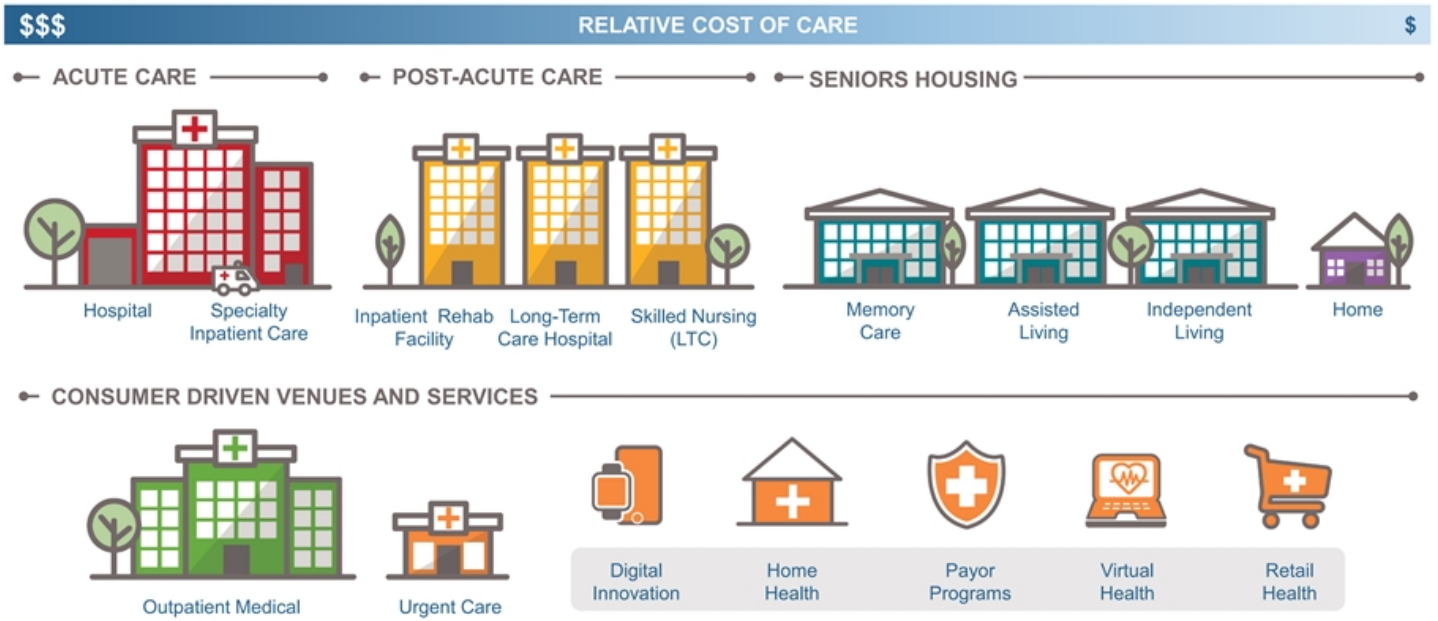 $$$ RELATIVE COST OF CARE $
ACUTE CARE
POST-ACUTE CARE
SENIORS HOUSING
Hospital
Specialty
Inpatient Care
Inpatient Rehab
Facility
Long-Term
Care Hospital
Skilled Nursing
(LTC)
Memory
Care
Assisted
Living
Independent
Living
Home
CONSUMER DRIVEN VENUES AND SERVICES
Outpatient Medical
Urgent Care
Digital
Innovation
Home
Health
Payor
Programs
Virtual
Health
Retail
Health